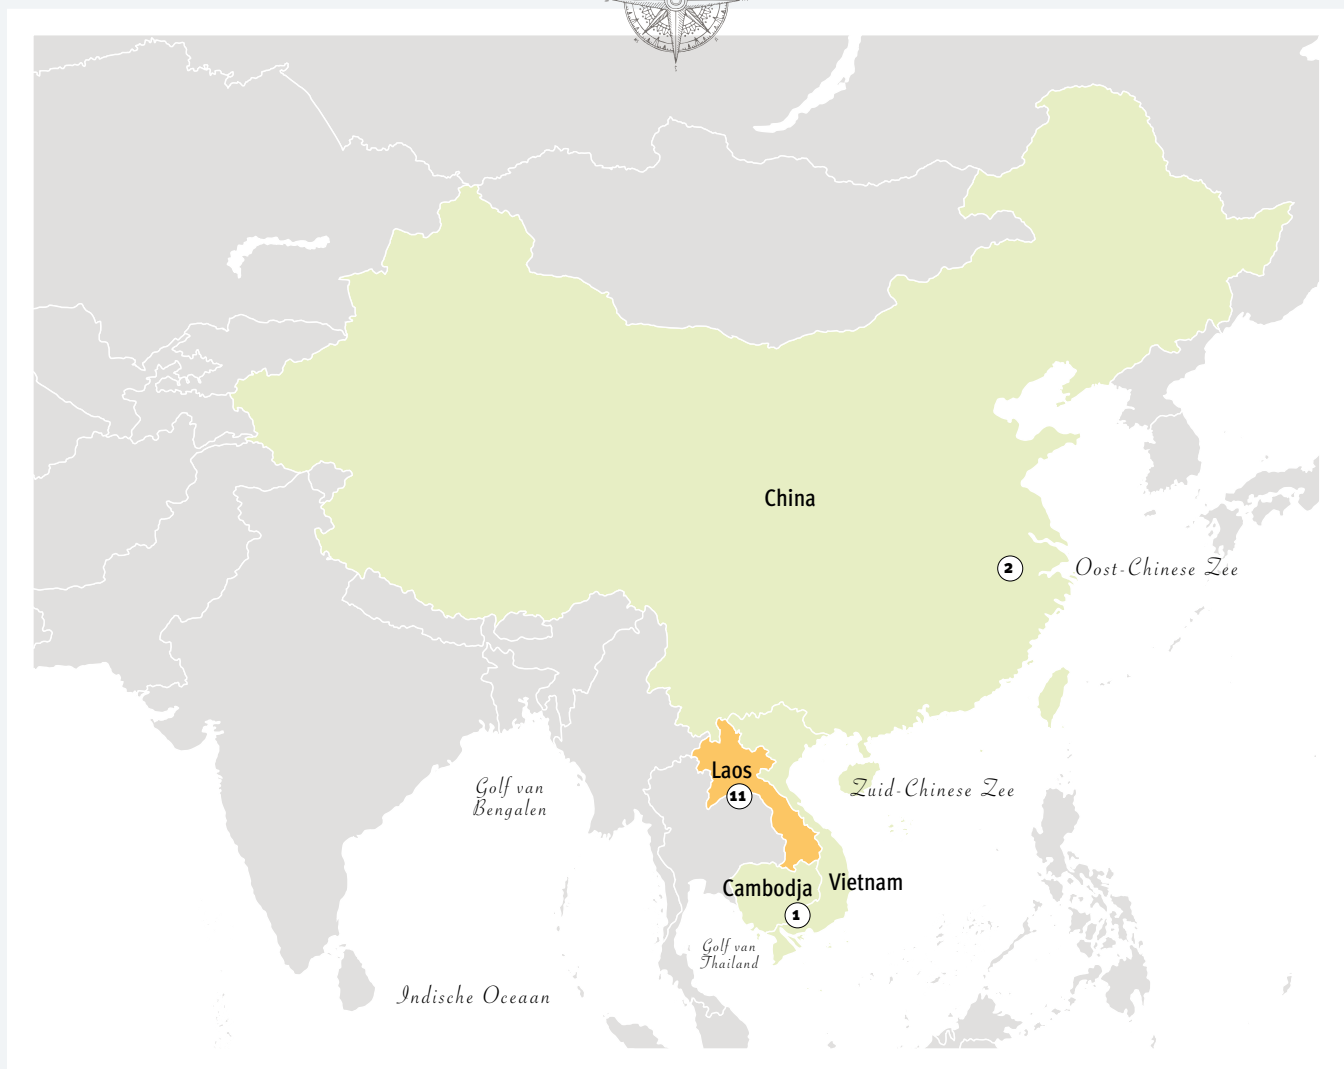 China
2
Oost-Chinese Zee
Laos
11
Golf van
Bengalen
Zuid-Chinese Zee
Cambodja
Vietnam
1
Golf van
Thailand
Indische Oceaan